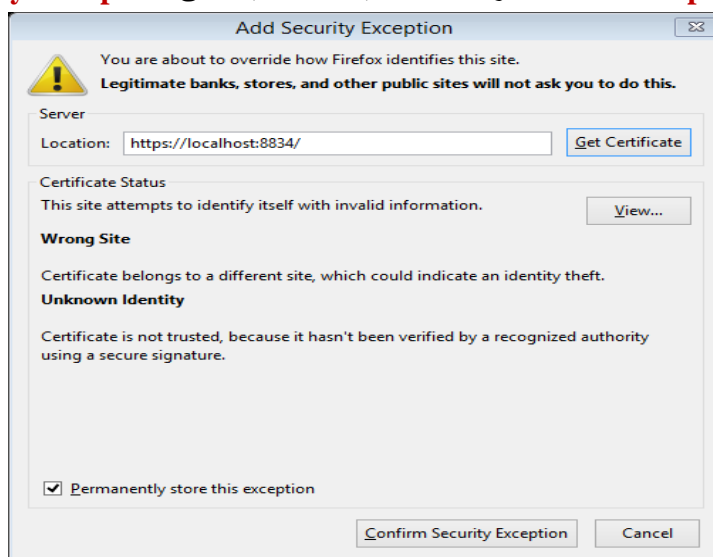 Add Security Exception
You are about to override how Firefox identifies this site.
Legitimate banks, stores, and other public sites will not ask you to do this.
Server
Location: https://localhost:8834/ Get Certificate
Certificate Status
This site attempts to identify itself with invalid information. View...
Wrong Site
Certificate belongs to a different site, which could indicate an identity theft.
Unknown Identity
Certificate is not trusted, because it hasn't been verified by a recognized authority
using a secure signature.
Permanently store this exception
Confirm Security Exception Cancel